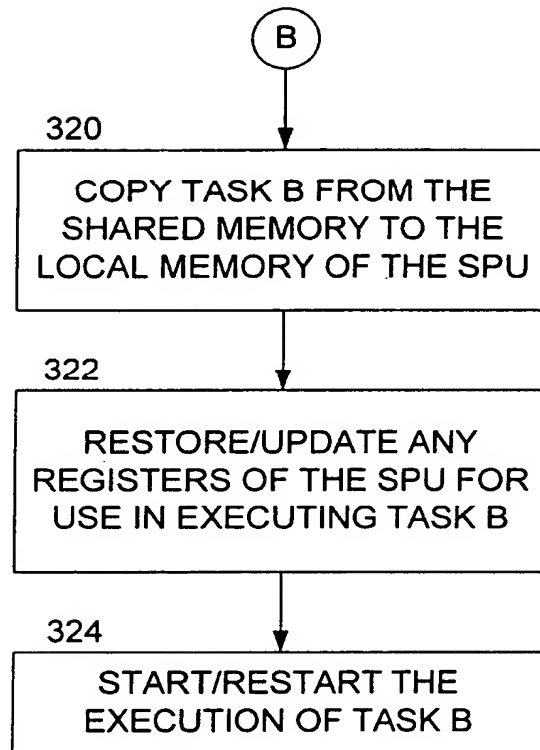 B
320
COPY TASK B FROM THE
SHARED MEMORY TO THE
LOCAL MEMORY OF THE SPU
322
RESTORE/UPDATE ANY
REGISTERS OF THE SPU FOR
USE IN EXECUTING TASK B
324
START/RESTART THE
EXECUTION OF TASK B